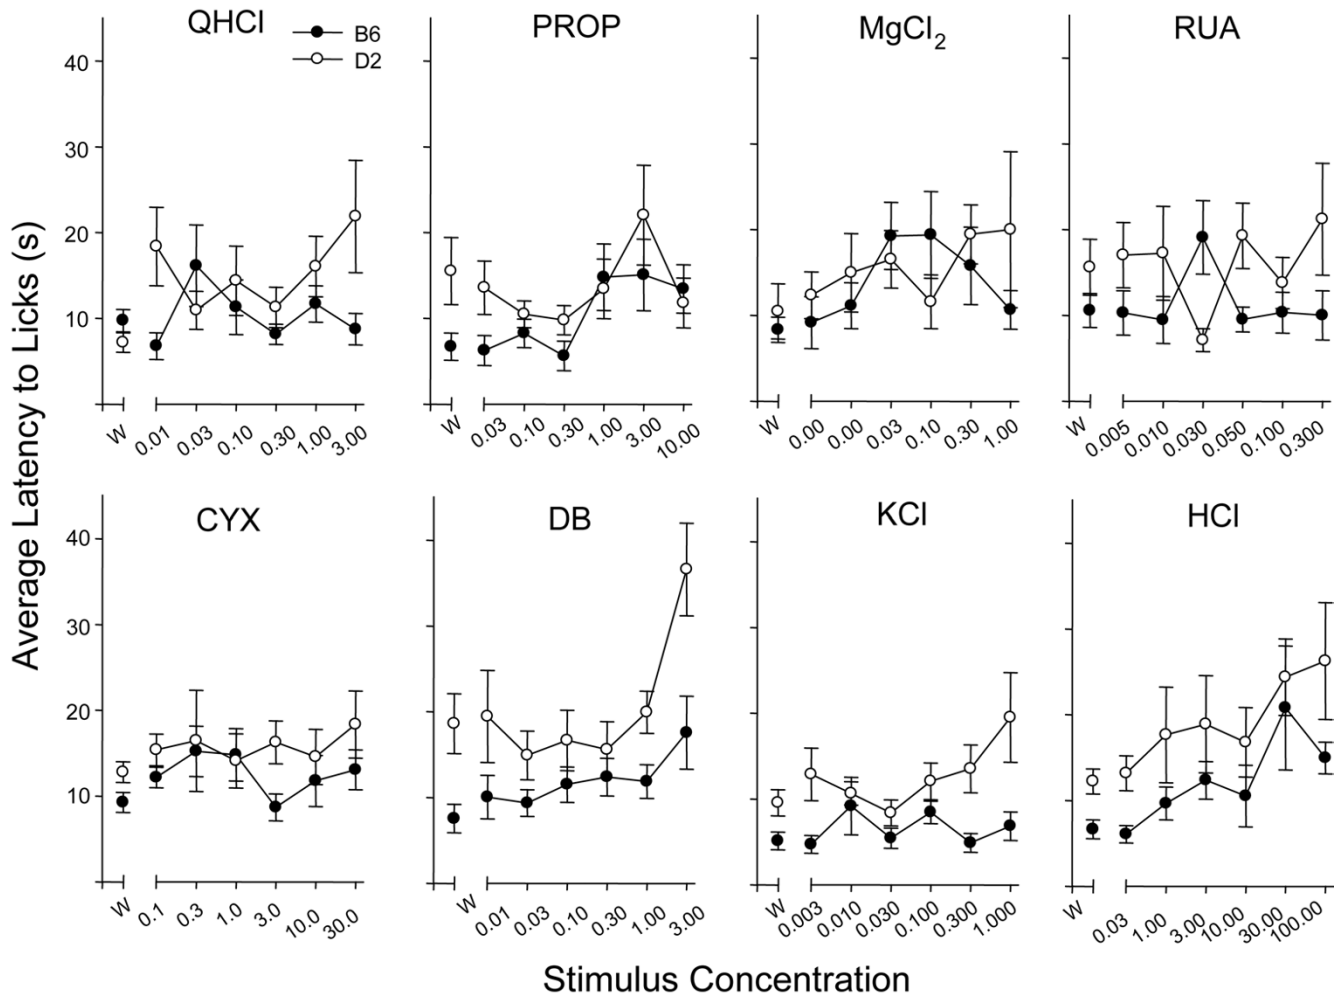 QHCl
B6
D2
PROP
MgCl2
RUA
40
30
20
10
W 0.01 0.03 0.10 0.30 1.00 3.00
W 0.03 0.10 0.30 1.00 3.00 10.00
W 0.00 0.00 0.03 0.10 0.30 1.00
W 0.005 0.010 0.030 0.050 0.100 0.300
Average Latency to Licks (s)
CYX
DB
KCl
HCl
40
30
20
10
W 0.1 0.3 1.0 3.0 10.0 30.0
W 0.01 0.03 0.10 0.30 1.00 3.00
W 0.003 0.010 0.030 0.100 0.300 1.000
W 0.03 1.00 3.00 10.00 30.00 100.00
Stimulus Concentration